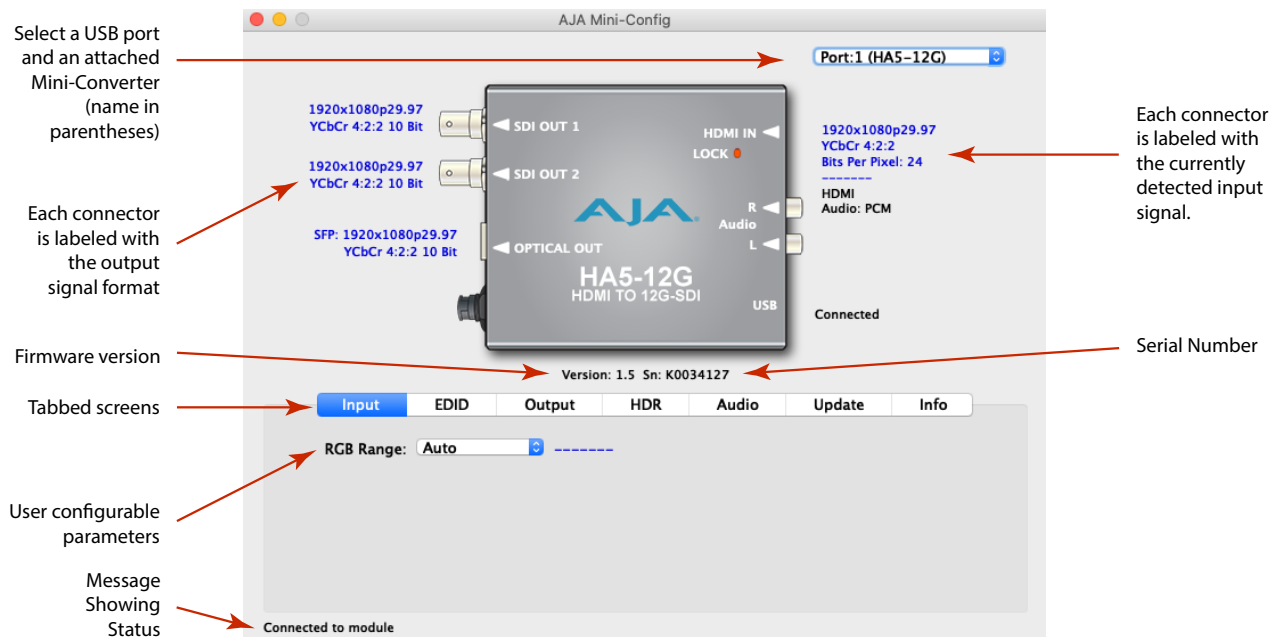 AJA Mini-Config
Select a USB port
and an attached
Mini-Converter
(name in
parentheses)
Port:1 (HA5-12G)
1920x1080p29.97
YCbCr 4:2:2 10 Bit
SDI OUT 1
1920x1080p29.97
YCbCr 4:2:2 10 Bit
SDI OUT 2
SFP: 1920x1080p29.97
YCbCr 4:2:2 10 Bit
OPTICAL OUT
Each connector
is labeled with
the output
signal format
HDMI IN
LOCK
R
Audio
L
AJA
HA5-12G
HDMI TO 12G-SDI
USB
1920x1080p29.97
YCbCr 4:2:2
Bits Per Pixel: 24
-------
HDMI
Audio: PCM
Connected
Each connector
is labeled with
the currently
detected input
signal.
Firmware version
Version: 1.5 Sn: K0034127
Serial Number
Tabbed screens
Input EDID Output HDR Audio Update Info
RGB Range: Auto -------
User configurable
parameters
Message
Showing
Status
Connected to module